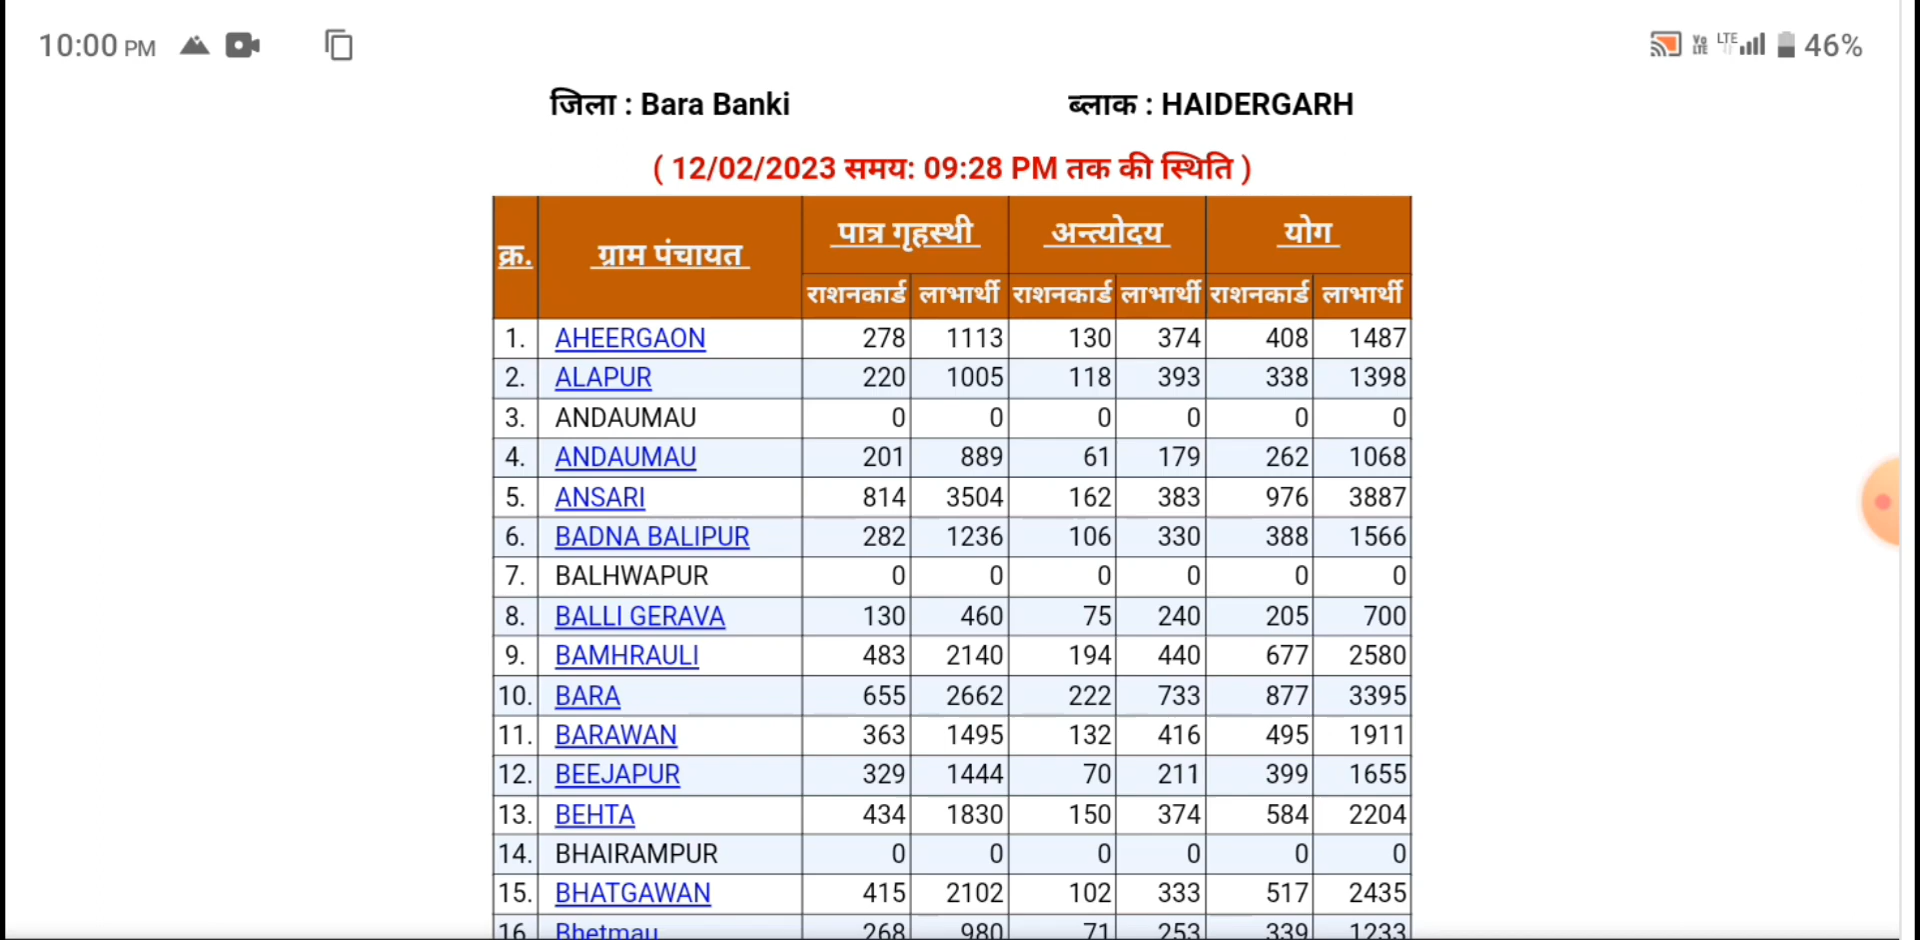 10:00 PM Vo LTE LTE 46%
जिला : Bara Banki ब्लाक : HAIDERGARH
( 12/02/2023 समय: 09:28 PM तक की स्थिति )
क्र. ग्राम पंचायत पात्र गृहस्थी अन्त्योदय योग
राशनकार्ड लाभार्थी राशनकार्ड लाभार्थी राशनकार्ड लाभार्थी
1. AHEERGAON 278 1113 130 374 408 1487
2. ALAPUR 220 1005 118 393 338 1398
3. ANDAUMAU 0 0 0 0 0 0
4. ANDAUMAU 201 889 61 179 262 1068
5. ANSARI 814 3504 162 383 976 3887
6. BADNA BALIPUR 282 1236 106 330 388 1566
7. BALHWAPUR 0 0 0 0 0 0
8. BALLI GERAVA 130 460 75 240 205 700
9. BAMHRAULI 483 2140 194 440 677 2580
10. BARA 655 2662 222 733 877 3395
11. BARAWAN 363 1495 132 416 495 1911
12. BEEJAPUR 329 1444 70 211 399 1655
13. BEHTA 434 1830 150 374 584 2204
14. BHAIRAMPUR 0 0 0 0 0 0
15. BHATGAWAN 415 2102 102 333 517 2435
16 Bhetmau 268 980 71 253 339 1233